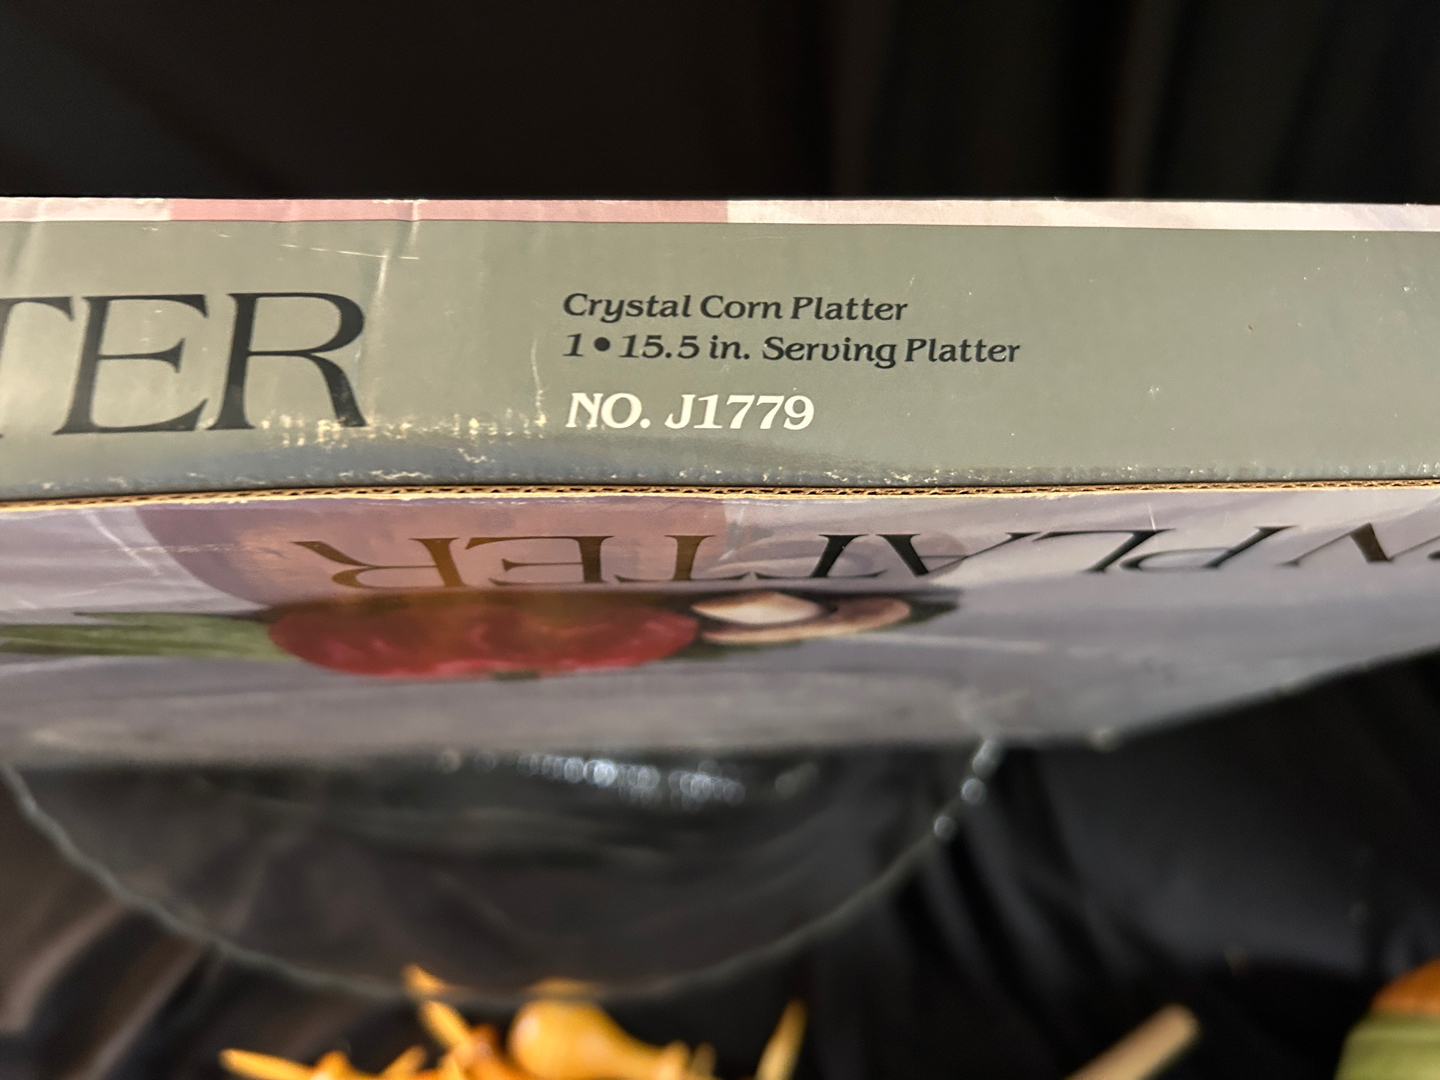 TER
Crystal Corn Platter
1 • 15.5 in. Serving Platter
NO. J1779
PLATTER